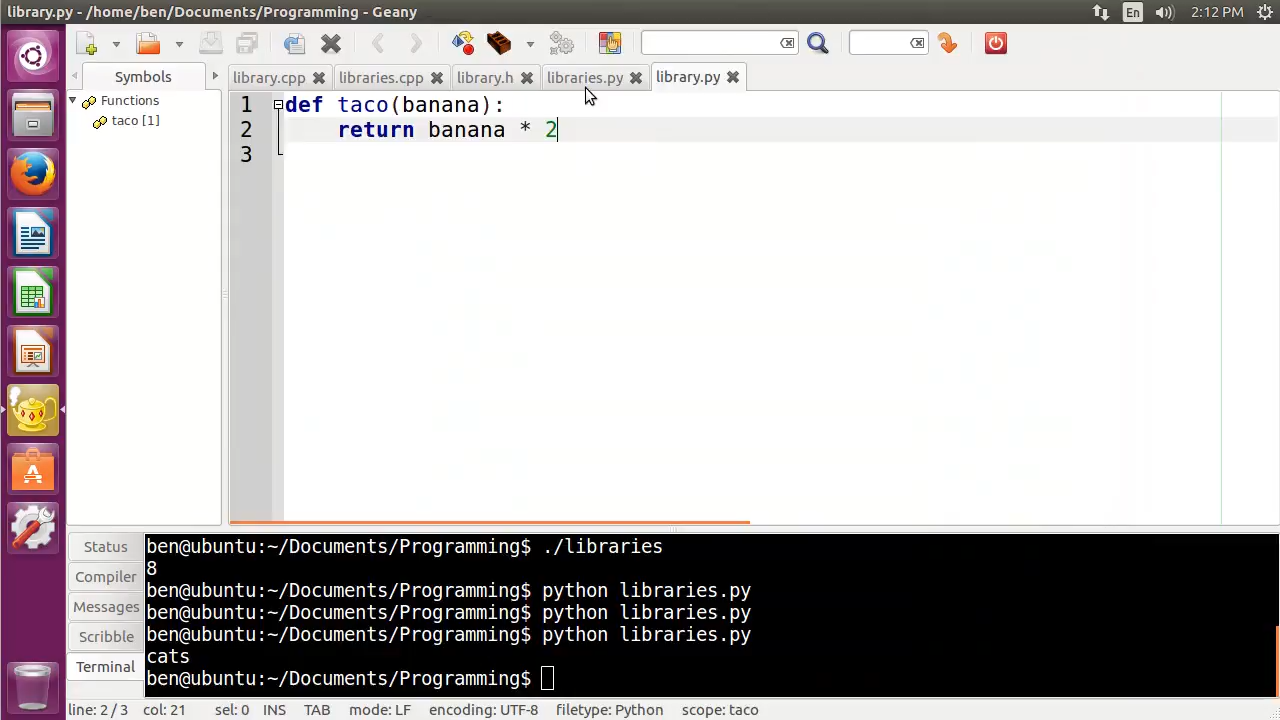 library.py - /home/ben/Documents/Programming - Geany
En
2:12 PM
Symbols
library.cpp
libraries.cpp
library.h
libraries.py
library.py
Functions
taco [1]
1 def taco(banana):
2 return banana * 2
3
Status
Compiler
Messages
Scribble
Terminal
ben@ubuntu:~/Documents/Programming$ ./libraries
8
ben@ubuntu:~/Documents/Programming$ python libraries.py
ben@ubuntu:~/Documents/Programming$ python libraries.py
ben@ubuntu:~/Documents/Programming$ python libraries.py
cats
ben@ubuntu:~/Documents/Programming$
line: 2 / 3 col: 21 sel: 0 INS TAB mode: LF encoding: UTF-8 filetype: Python scope: taco